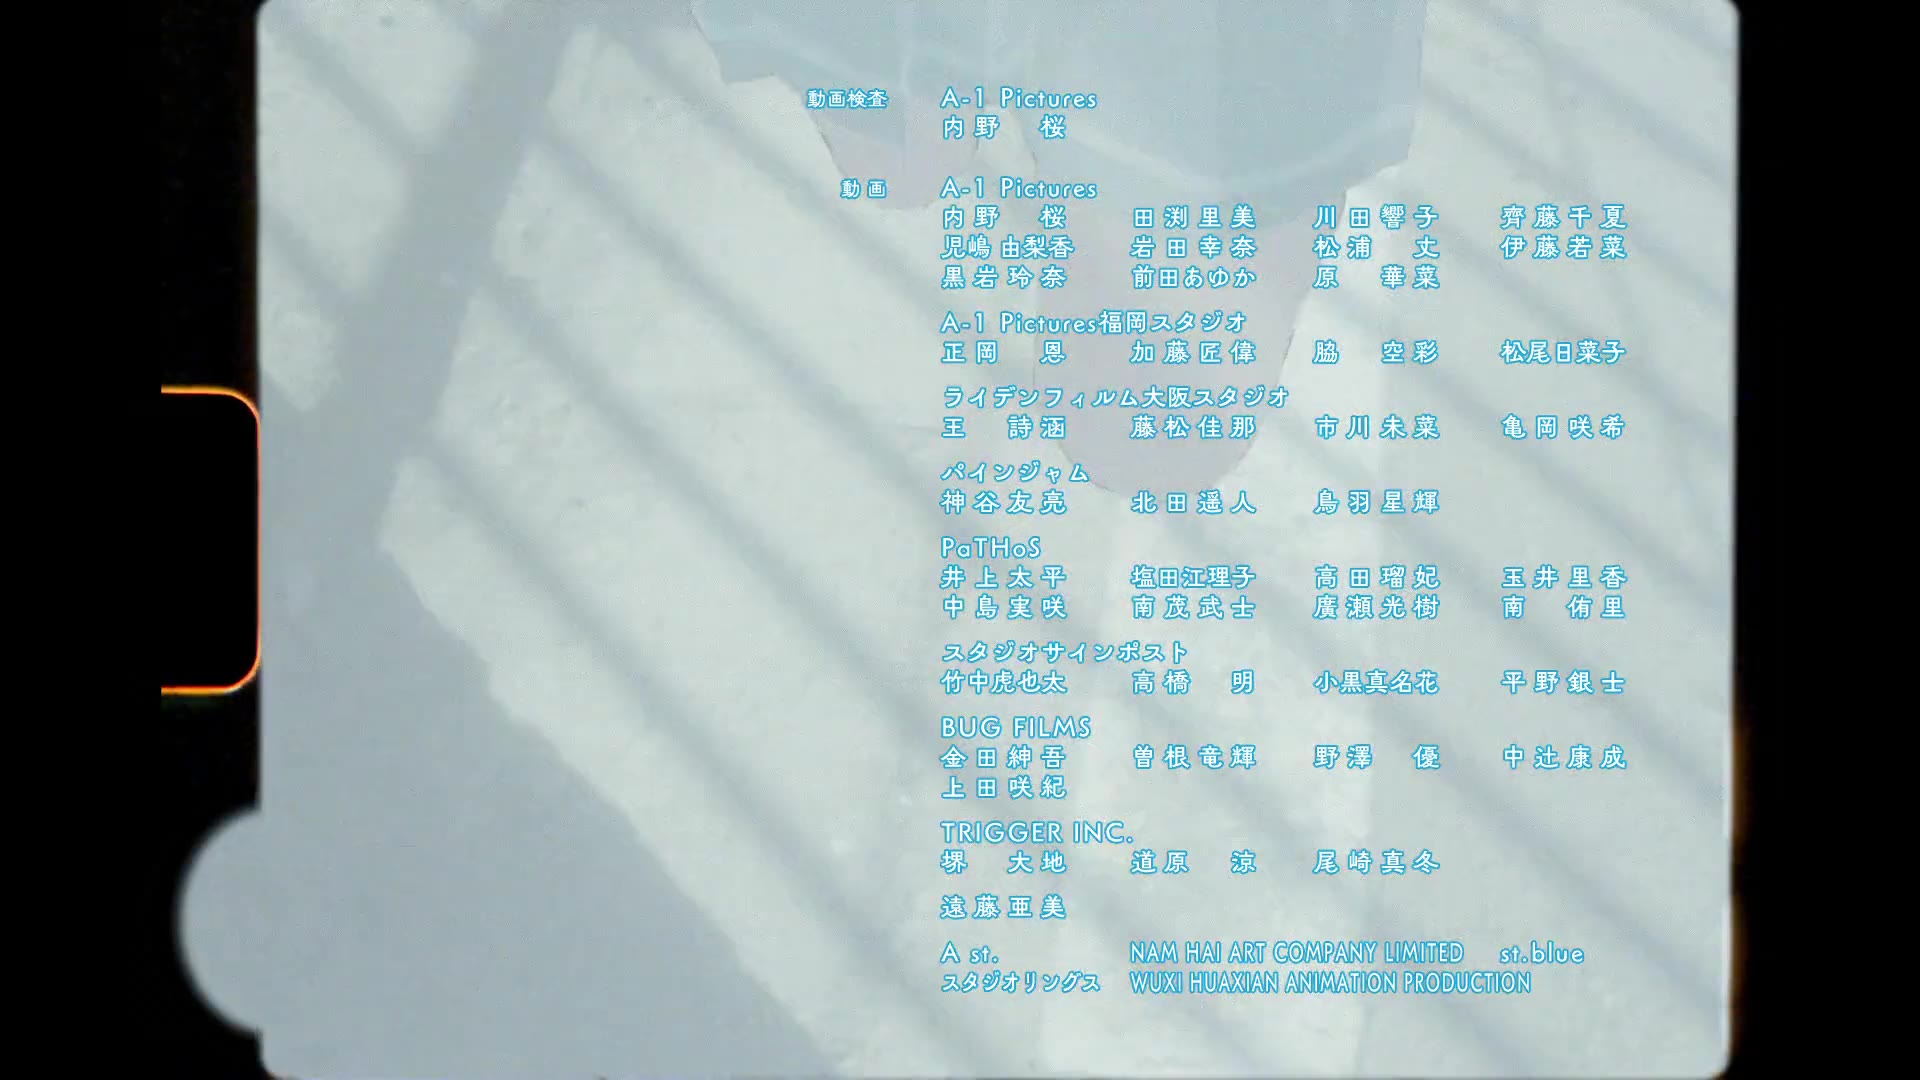 動画検査 A-1 Pictures
内野 桜
動画 A-1 Pictures
内野 桜 田渕里美 川田響子 齊藤千夏
児嶋由梨香 岩田幸奈 松浦 丈 伊藤若菜
黒岩玲奈 前田あゆか 原 華菜
A-1 Pictures福岡スタジオ
正岡 恩 加藤匠偉 脇 空彩 松尾日菜子
ライデンフィルム大阪スタジオ
王 詩涵 藤松佳那 市川未菜 亀岡咲希
パインジャム
神谷友亮 北田遥人 鳥羽星輝
PaTHoS
井上太平 塩田江理子 高田瑠妃 玉井里香
中島実咲 南茂武士 廣瀬光樹 南 侑里
スタジオサインポスト
竹中虎也太 高橋 明 小黒真名花 平野銀士
BUG FILMS
金田紳吾 曽根竜輝 野澤 優 中辻康成
上田咲紀
TRIGGER INC.
堺 大地 道原 涼 尾崎真冬
遠藤亜美
A st. NAM HAI ART COMPANY LIMITED st.blue
スタジオリングス WUXI HUAXIAN ANIMATION PRODUCTION